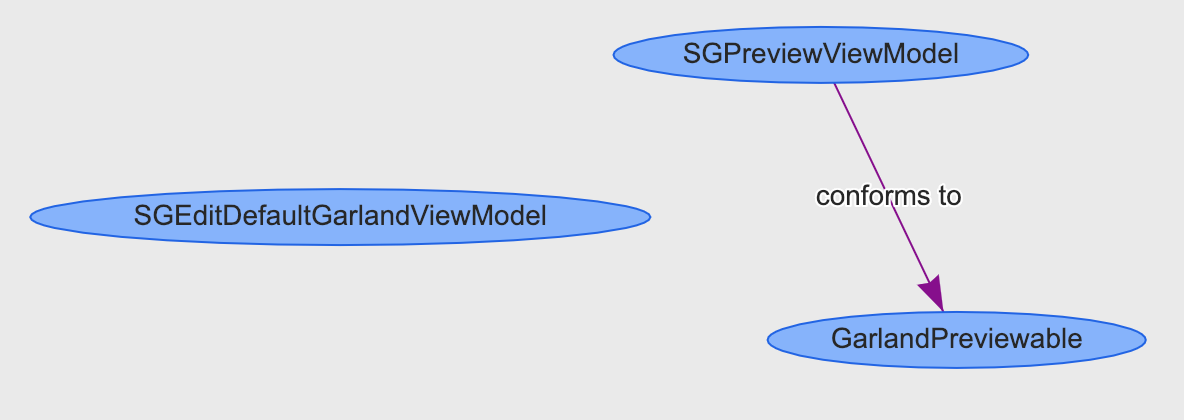 SGPreviewViewModel
conforms to
SGEditDefaultGarlandViewModel
GarlandPreviewable